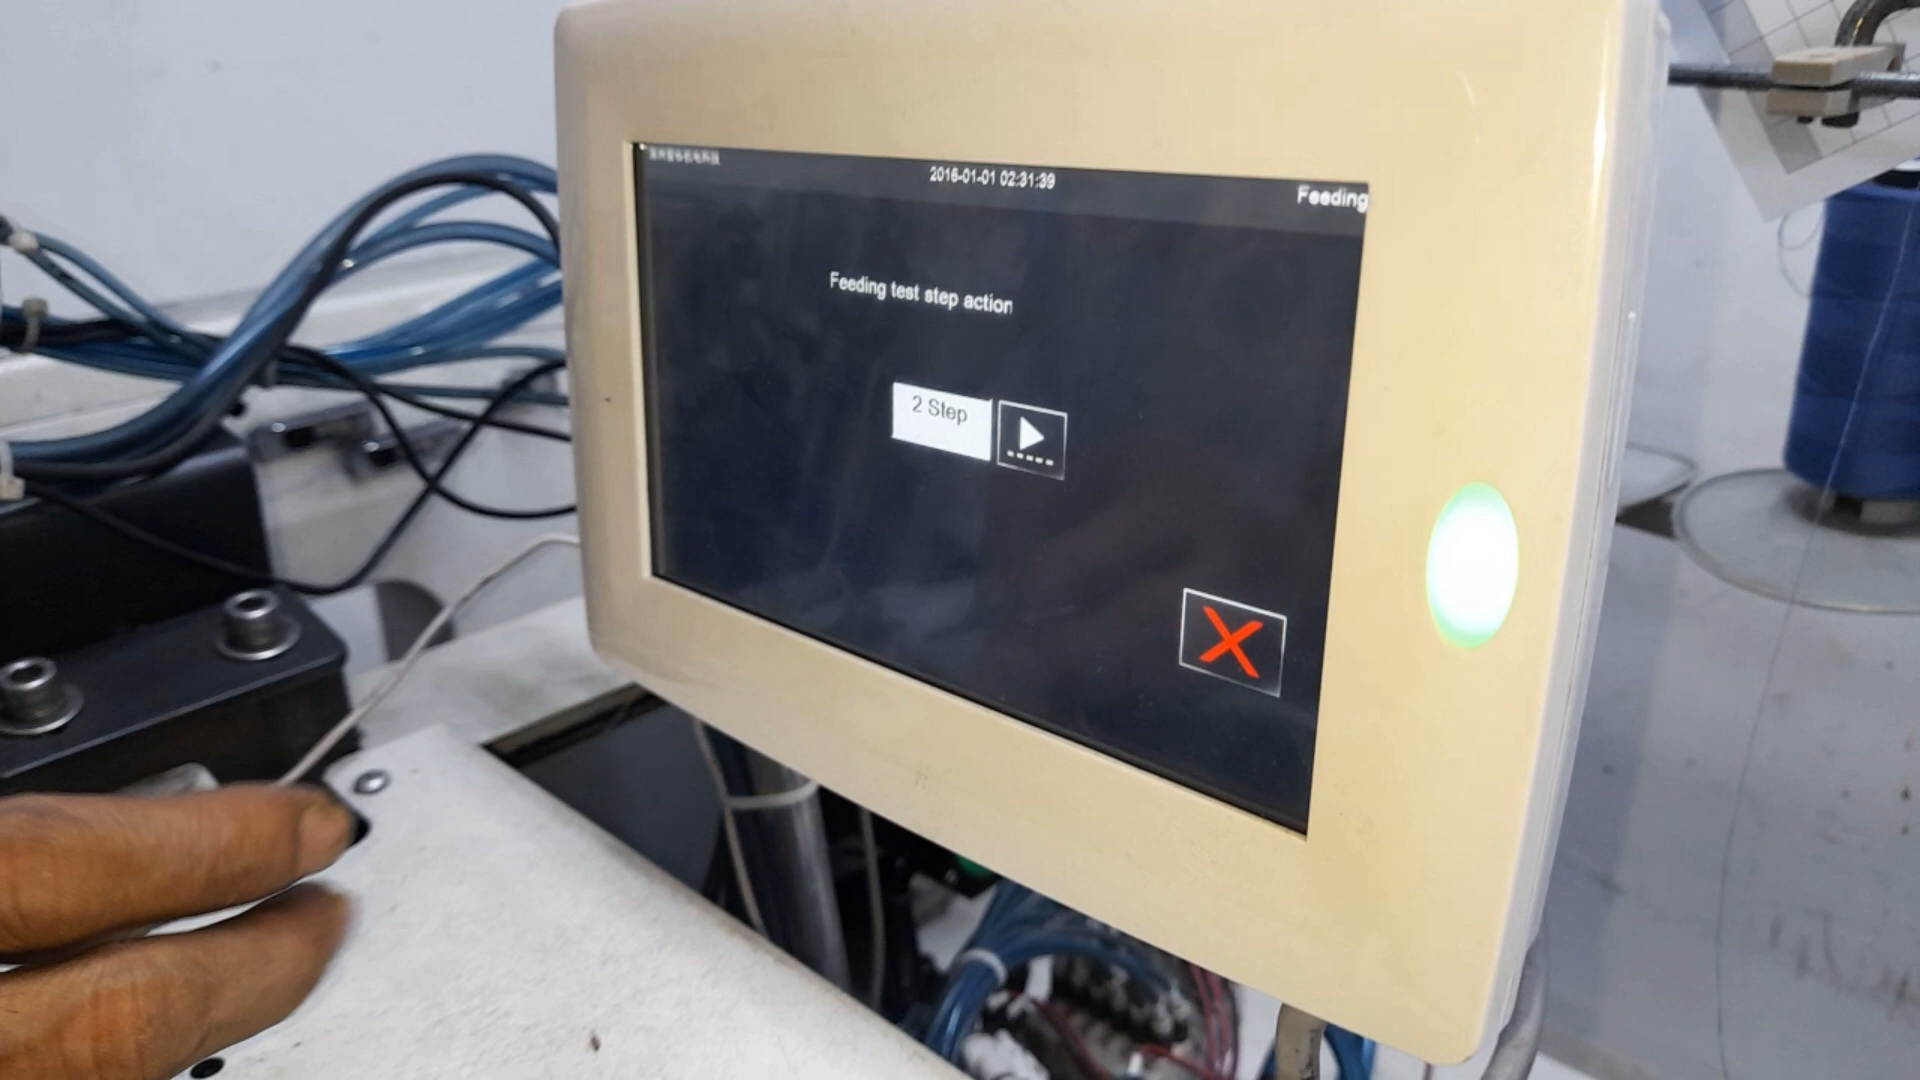 2016-01-01 02:31:39
Feeding
Feeding test step action
2 Step